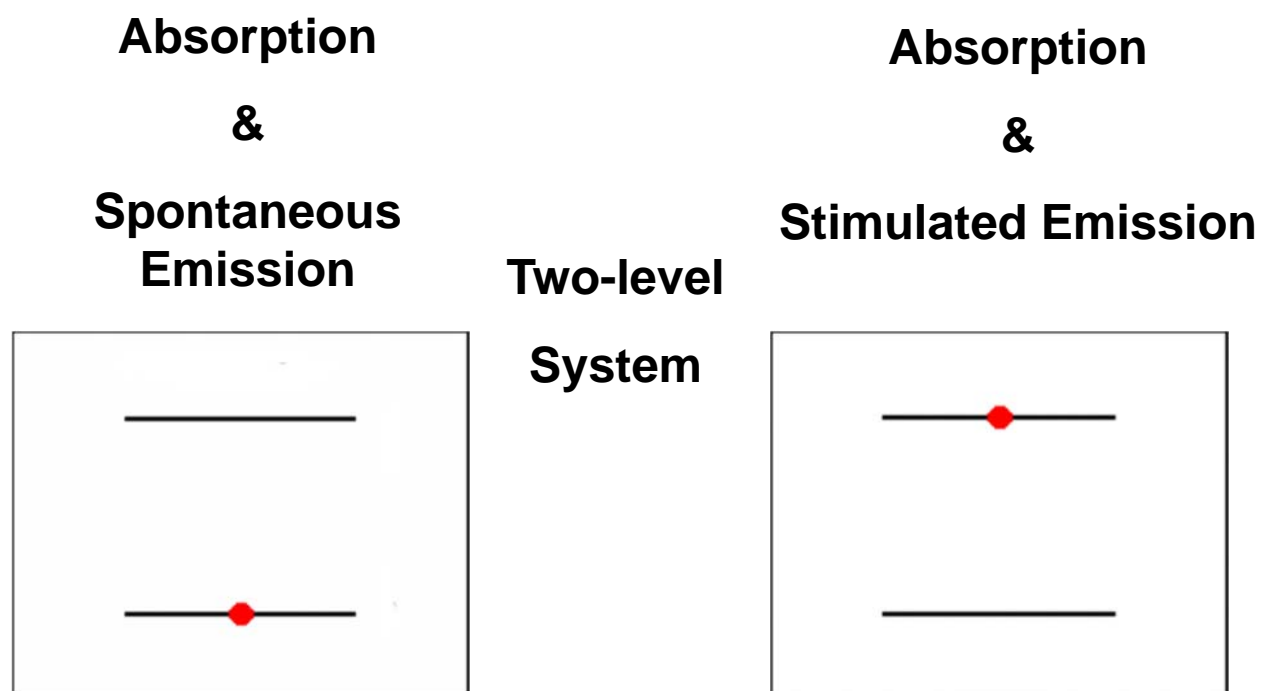 Absorption
&
Spontaneous
Emission
Two-level
System
Absorption
&
Stimulated Emission